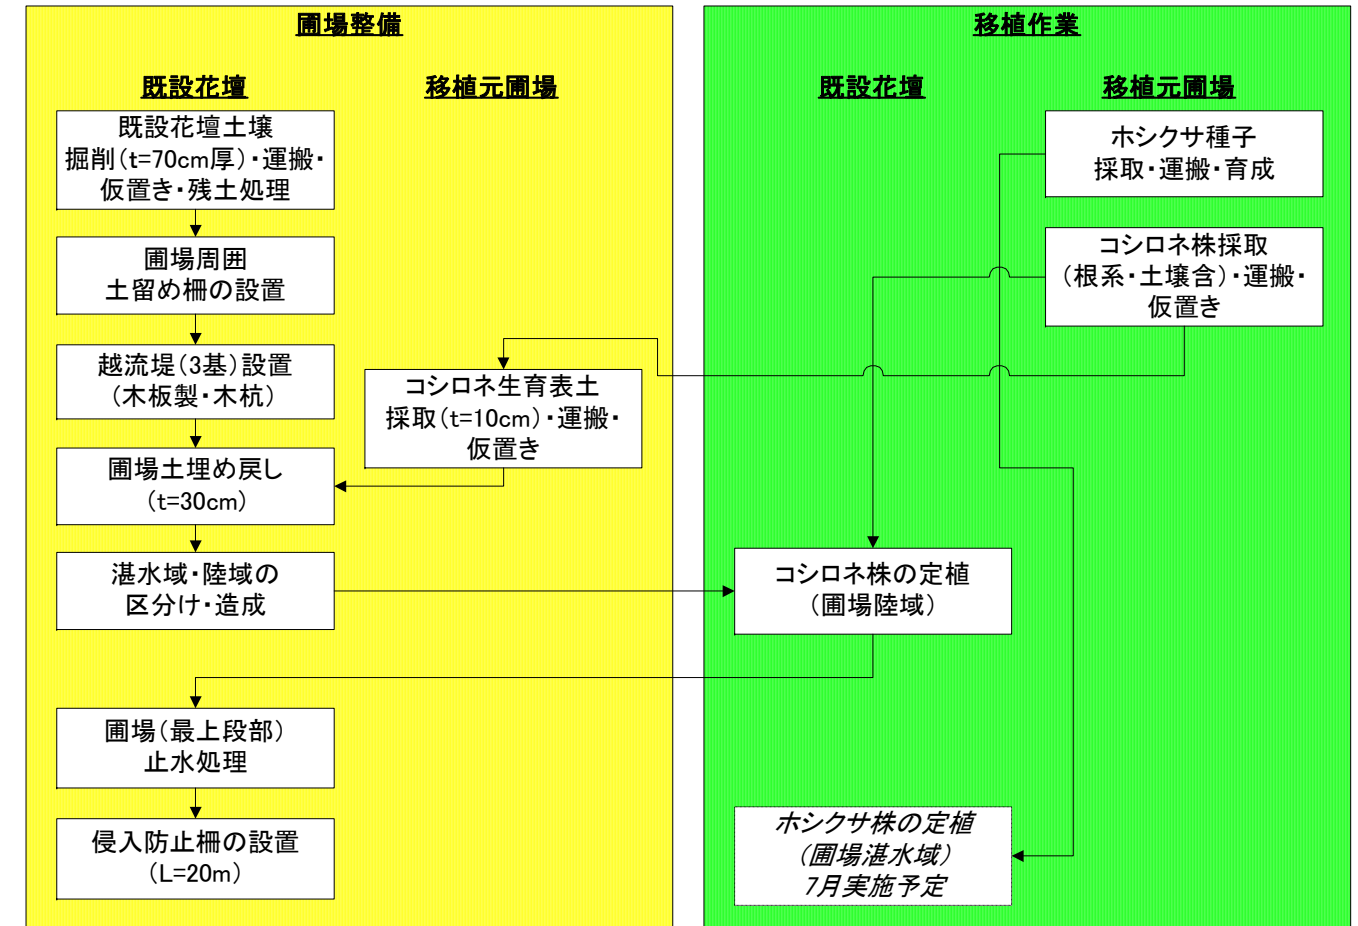 圃場整備
既設花壇
移植元圃場
既設花壇土壌
掘削(t=70cm厚)・運搬・
仮置き・残土処理
圃場周囲
土留め柵の設置
越流堤(3基)設置
(木板製・木杭)
コシロネ生育表土
採取(t=10cm)・運搬・
仮置き
圃場土埋め戻し
(t=30cm)
湛水域・陸域の
区分け・造成
圃場(最上段部)
止水処理
侵入防止柵の設置
(L=20m)
移植作業
既設花壇
移植元圃場
ホシクサ種子
採取・運搬・育成
コシロネ株採取
(根系・土壌含)・運搬・
仮置き
コシロネ株の定植
(圃場陸域)
ホシクサ株の定植
(圃場湛水域)
7月実施予定